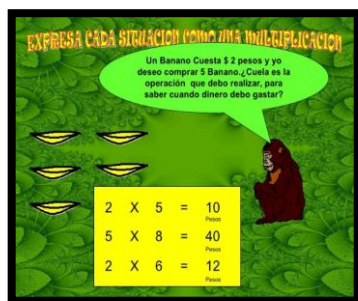 EXPRESA CADA SITUACION COMO UNA MULTIPLICACION
Un Banano Cuesta $ 2 pesos y yo
deseo comprar 5 Banano.¿Cuela es la
operación que debo realizar, para
saber cuando dinero debo gastar?
2 X 5 = 10
Pesos
5 X 8 = 40
Pesos
2 X 6 = 12
Pesos